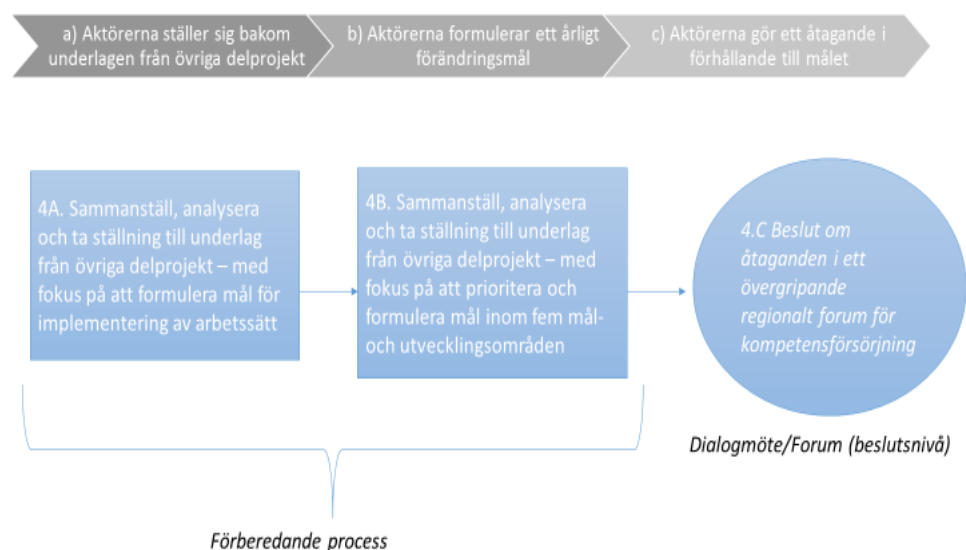 a) Aktörerna ställer sig bakom
underlagen från övriga delprojekt
b) Aktörerna formulerar ett årligt
förändringsmål
c) Aktörerna gör ett åtagande i
förhållande till målet
4A. Sammanställ, analysera
och ta ställning till underlag
från övriga delprojekt – med
fokus på att formulera mål för
implementering av arbetssätt
4B. Sammanställ, analysera
och ta ställning till underlag
från övriga delprojekt – med
fokus på att prioritera och
formulera mål inom fem mål-
och utvecklingsområden
4.C Beslut om
åtaganden i ett
övergripande
regionalt forum för
kompetensförsörjning
Dialogmöte/Forum (beslutsnivå)
Förberedande process